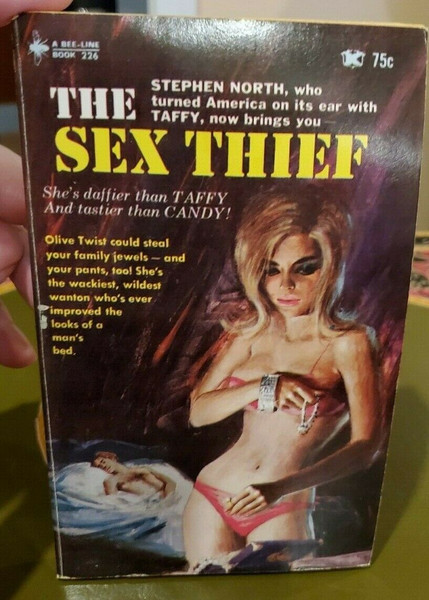 A BEE-LINE
BOOK 226
75c
STEPHEN NORTH, who
turned America on its ear with
TAFFY, now brings you
THE
SEX THIEF
She's daffier than TAFFY
And tastier than CANDY!
Olive Twist could steal
your family jewels — and
your pants, too! She's
the wackiest, wildest
wanton who's ever
improved the
looks of a
man's
bed.